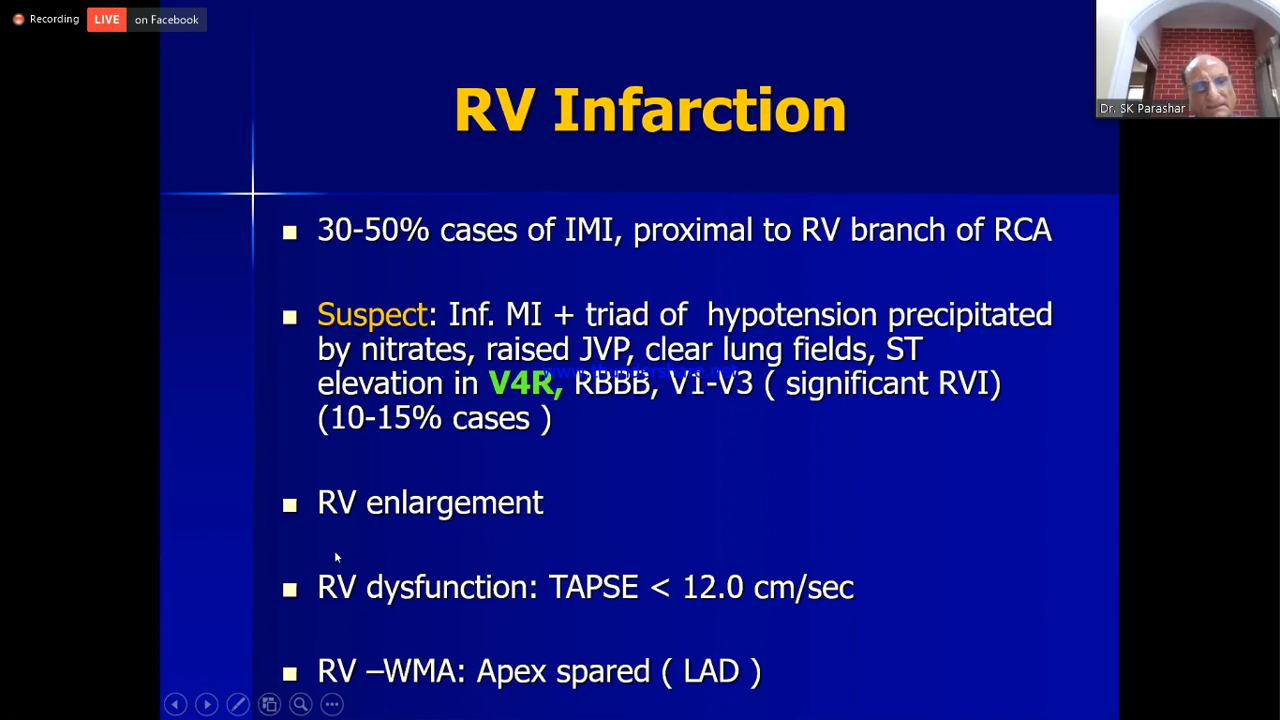 Recording
LIVE
on Facebook
Dr. SK Parashar
RV Infarction
30-50% cases of IMI, proximal to RV branch of RCA
Suspect: Inf. MI + triad of hypotension precipitated
by nitrates, raised JVP, clear lung fields, ST
elevation in V4R, RBBB, V1-V3 ( significant RVI)
(10-15% cases )
RV enlargement
RV dysfunction: TAPSE < 12.0 cm/sec
RV –WMA: Apex spared ( LAD )